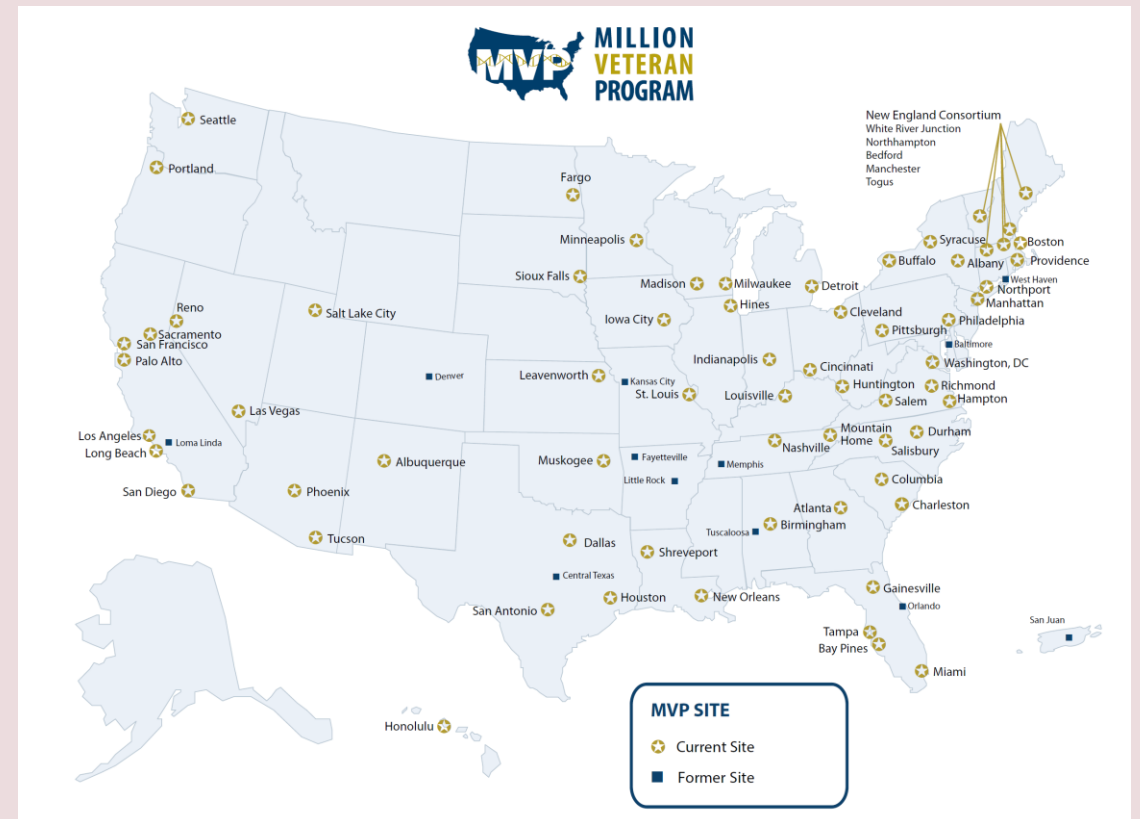 MVP
MILLION
VETERAN
PROGRAM
New England Consortium
White River Junction
Northhampton
Bedford
Manchester
Togus
Seattle
Portland
Fargo
Minneapolis
Syracuse
Boston
Buffalo
Albany
Providence
Sioux Falls
Madison
Milwaukee
Detroit
West Haven
Northport
Manhattan
Reno
Salt Lake City
Hines
Cleveland
Iowa City
Philadelphia
Sacramento
Pittsburgh
San Francisco
Baltimore
Palo Alto
Indianapolis
Washington, DC
Denver
Leavenworth
Cincinnati
Kansas City
Huntington
Richmond
St. Louis
Louisville
Salem
Hampton
Las Vegas
Los Angeles
Loma Linda
Mountain
Home
Durham
Long Beach
Nashville
Salisbury
Albuquerque
Muskogee
Fayetteville
Memphis
Little Rock
Columbia
San Diego
Phoenix
Atlanta
Charleston
Birmingham
Tuscaloosa
Tucson
Dallas
Shreveport
Central Texas
Gainesville
Houston
New Orleans
Orlando
San Antonio
San Juan
Tampa
Bay Pines
Miami
Honolulu
MVP SITE
Current Site
Former Site